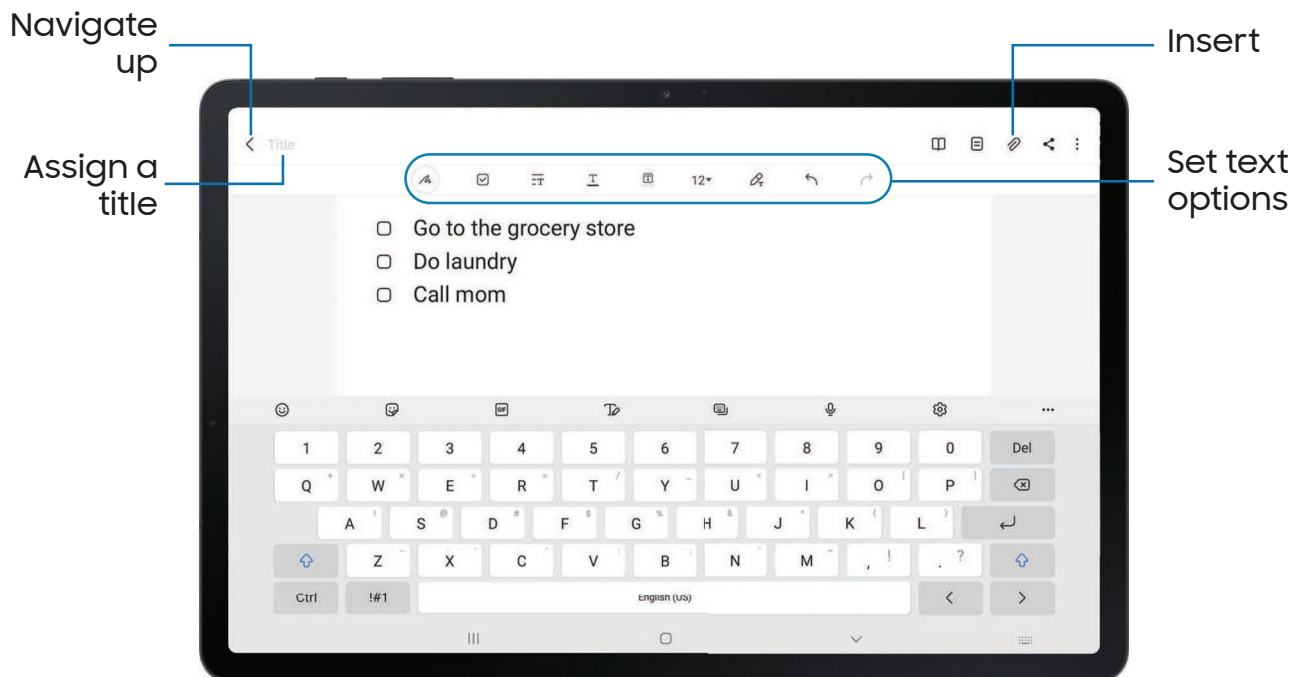 Navigate
up
Insert
Title
Assign a
title
12
Set text
options
Go to the grocery store
Do laundry
Call mom
GIF
1 2 3 4 5 6 7 8 9 0 Del
Q W E R T Y U I O P
A ! S @ D # F $ G % H & J * K ( L )
Z X C V B N M , ! . ?
Ctrl !#1 English (US) < >